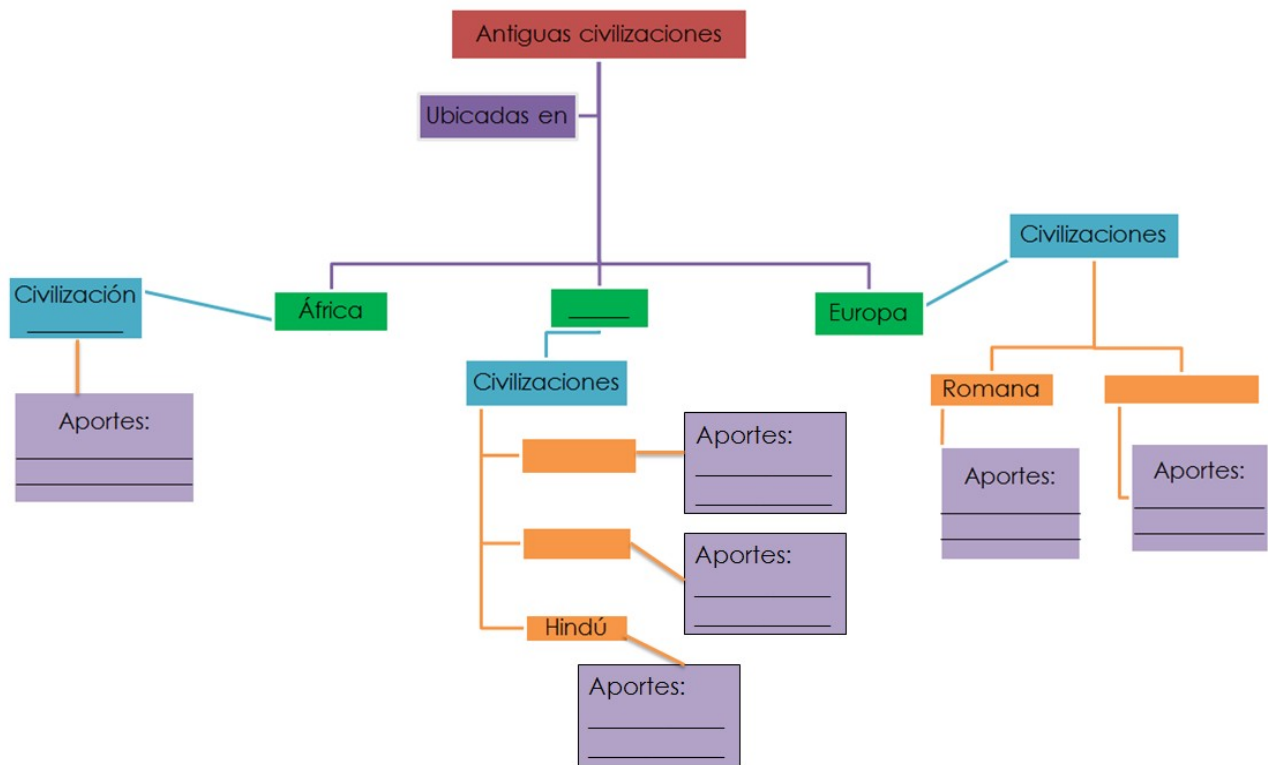 Antiguas civilizaciones
Ubicadas en
Civilizaciones
Civilización
África
Europa
Civilizaciones
Romana
Aportes:
Aportes:
Aportes:
Aportes:
Aportes:
Hindú
Aportes: